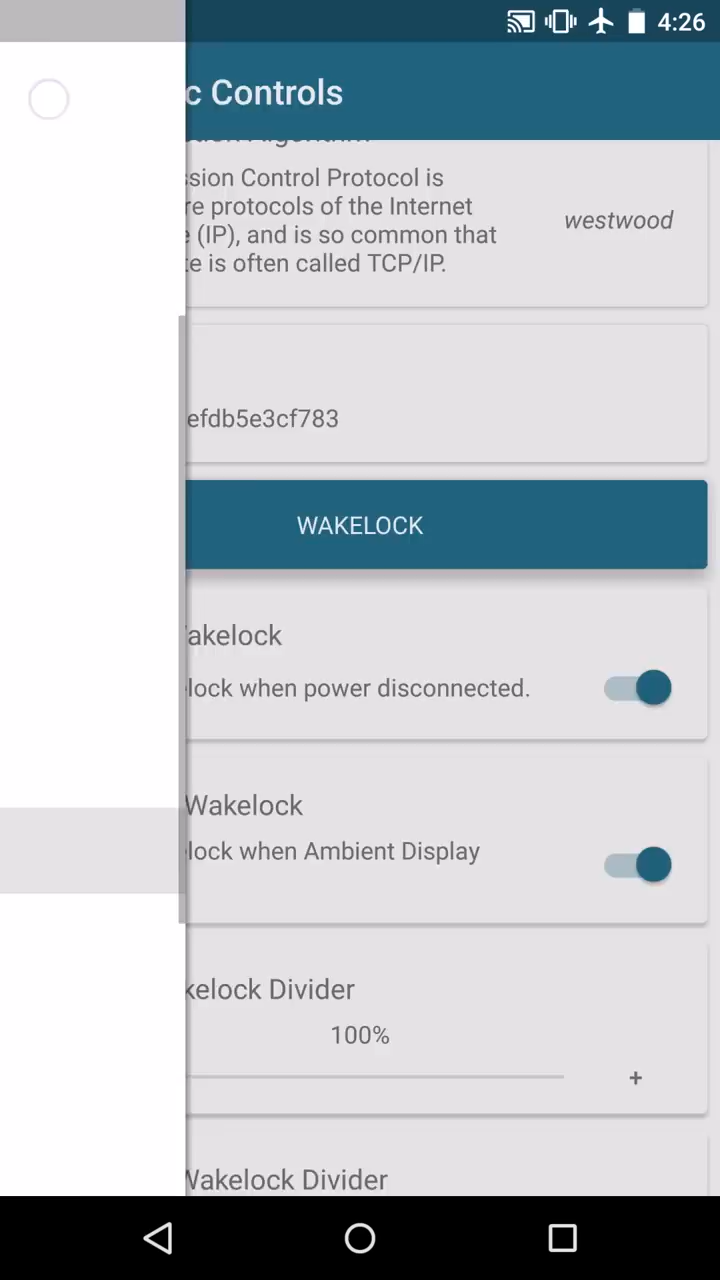 4:26
c Controls
ssion Control Protocol is
re protocols of the Internet
(IP), and is so common that
te is often called TCP/IP.
westwood
efdb5e3cf783
WAKELOCK
akelock
lock when power disconnected.
Wakelock
lock when Ambient Display
kelock Divider
100%
+
Wakelock Divider